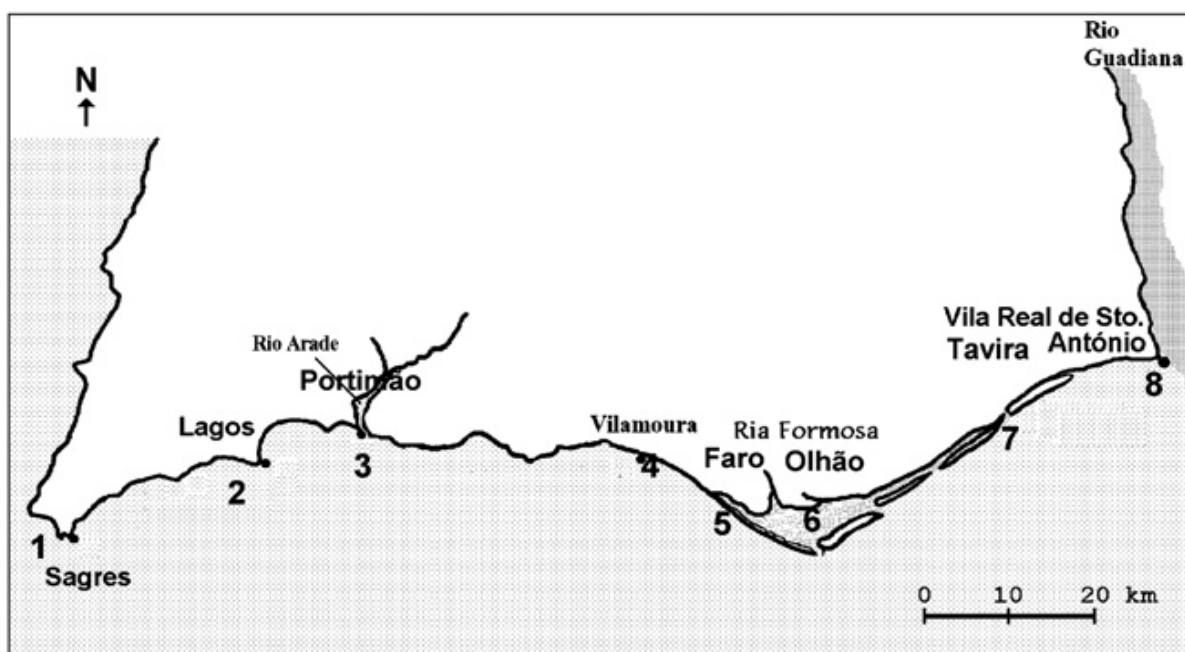 Rio
Guadiana
N
Rio Arade
Portimão
Vila Real de Sto.
Tavira António
8
Lagos
Vilamoura
Ria Formosa
Faro Olhão
7
2
3
4
5
6
1
Sagres
0 10 20 km